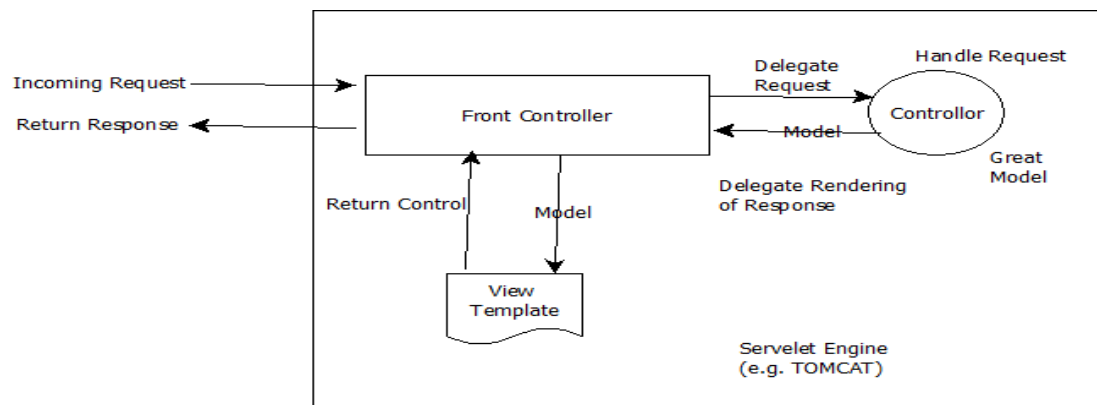 Incoming Request
Return Response
Front Controller
Delegate
Request
Handle Request
Controllor
Model
Great
Model
Delegate Rendering
of Response
Return Control
Model
View
Template
Servelet Engine
(e.g. TOMCAT)